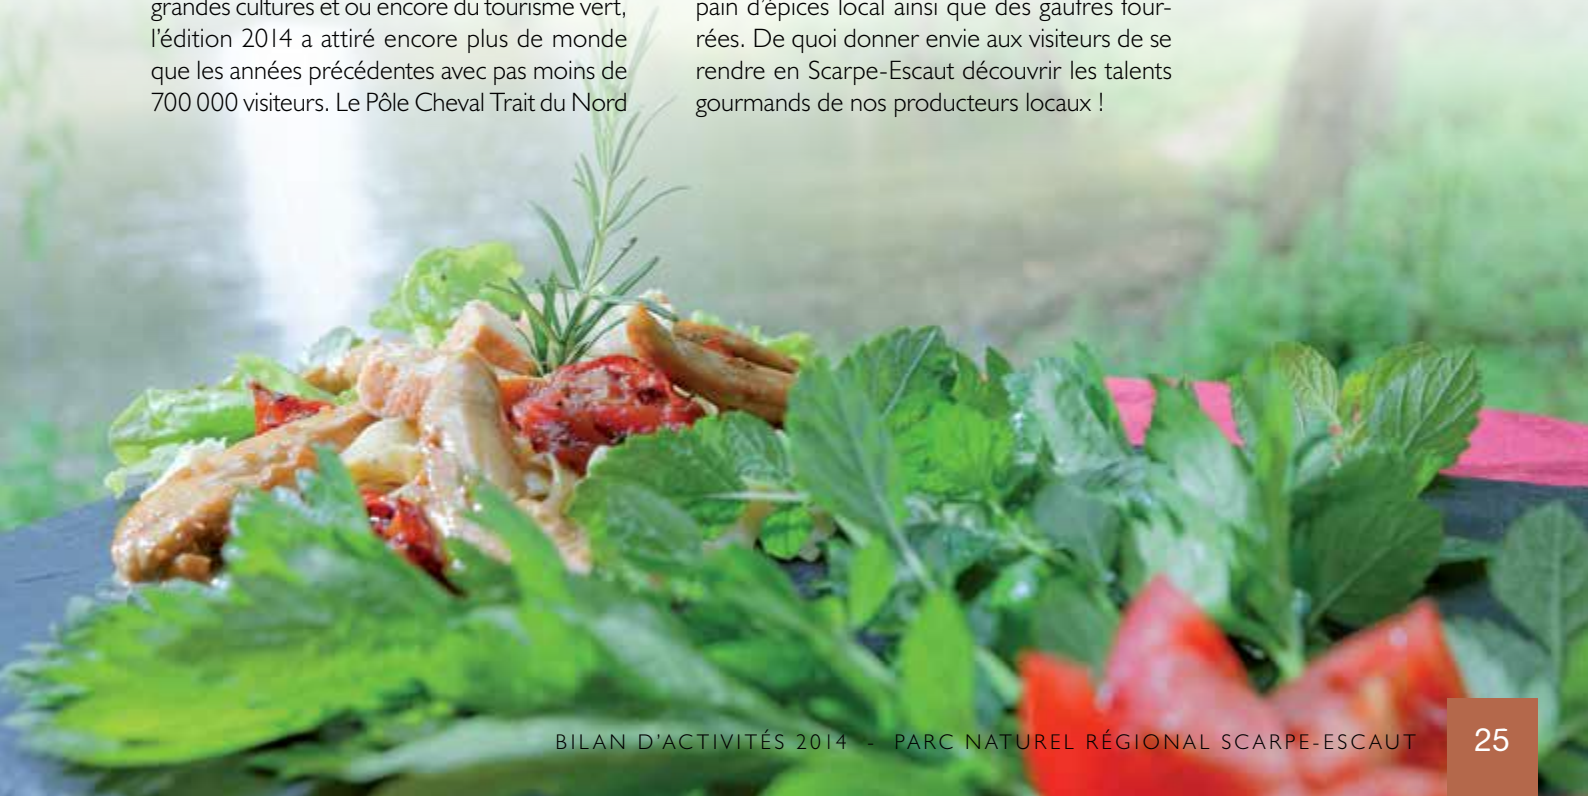 grandes cultures et ou encore du tourisme vert,
l'édition 2014 a attiré encore plus de monde
que les années précédentes avec pas moins de
700 000 visiteurs. Le Pôle Cheval Trait du Nord
pain d'épices local ainsi que des gaufres four-
rées. De quoi donner envie aux visiteurs de se
rendre en Scarpe-Escaut découvrir les talents
gourmands de nos producteurs locaux !
BILAN D'ACTIVITÉS 2014 - PARC NATUREL RÉGIONAL SCARPE-ESCAUT
25